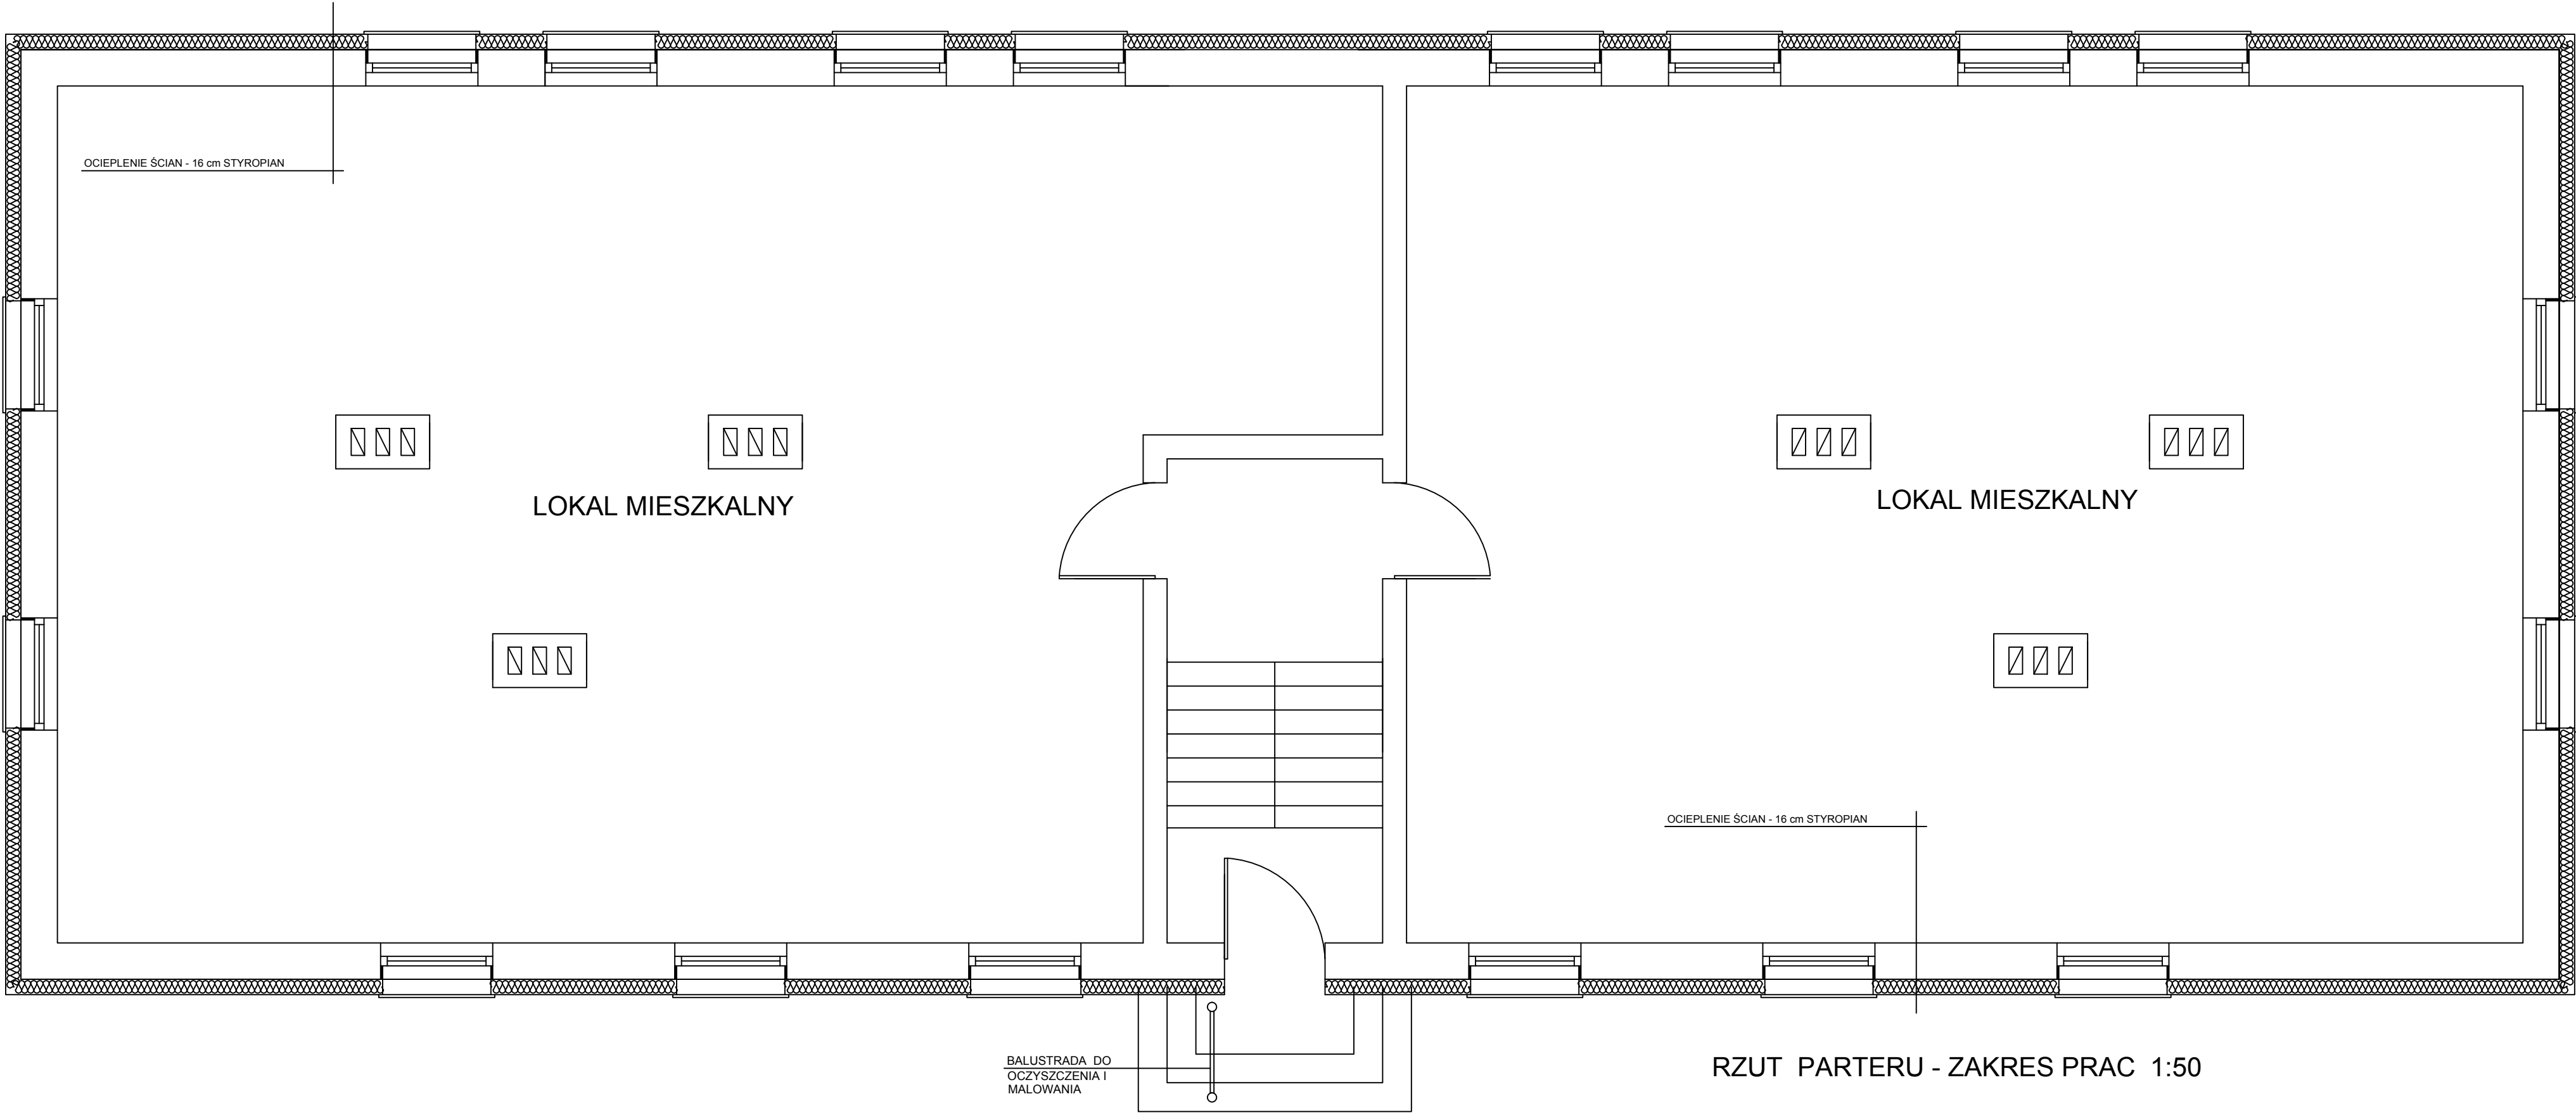 OCIEPLENIE ŚCIAN - 16 cm STYROPIAN
LOKAL MIESZKALNY
LOKAL MIESZKALNY
OCIEPLENIE ŚCIAN - 16 cm STYROPIAN
BALUSTRADA DO
OCZYSZCZENIA I
MALOWANIA
RZUT PARTERU - ZAKRES PRAC 1:50